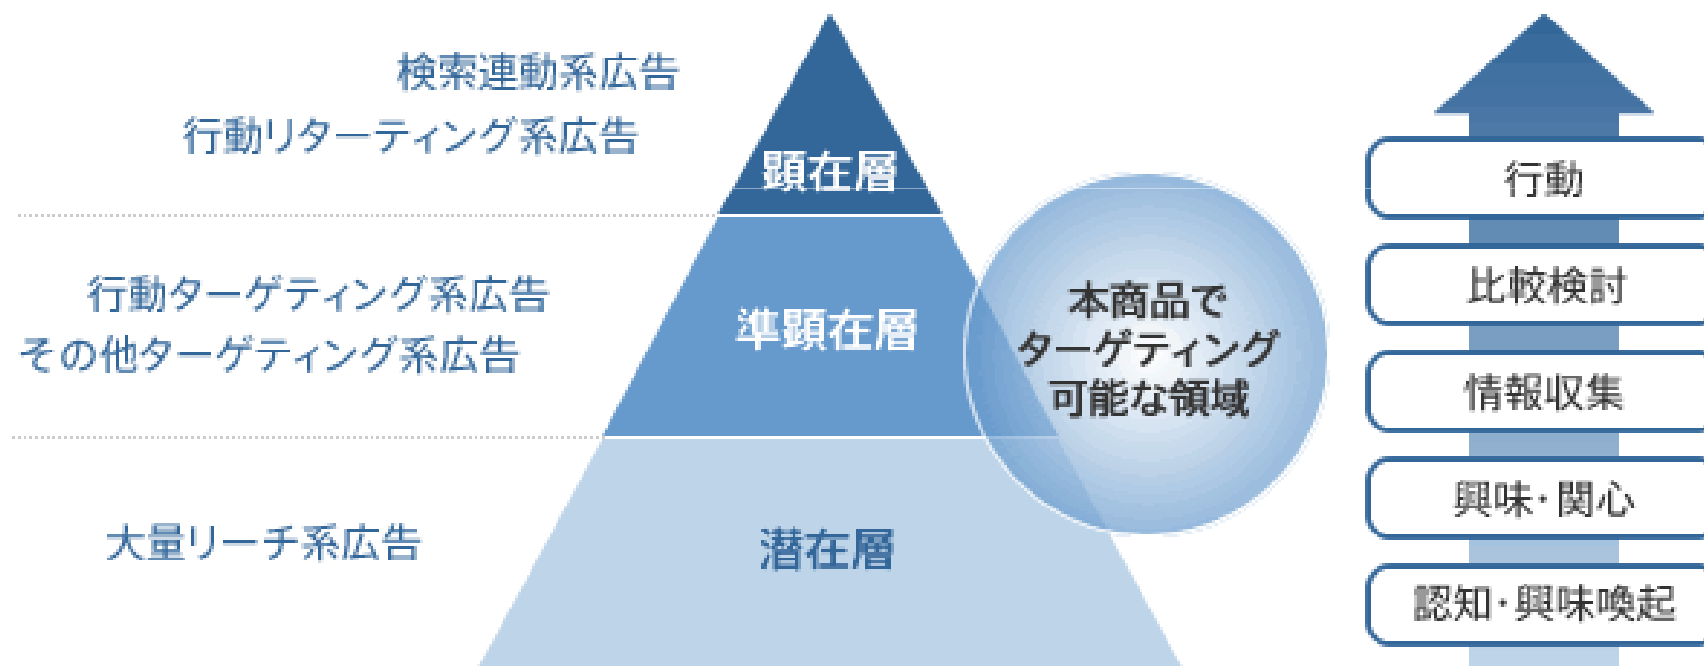 検索連動系広告
行動リターティング系広告
顕在層
行動ターゲティング系広告
その他ターゲティング系広告
準顕在層
大量リーチ系広告
潜在層
本商品で
ターゲティング
可能な領域
行動
比較検討
情報収集
興味・関心
認知・興味喚起